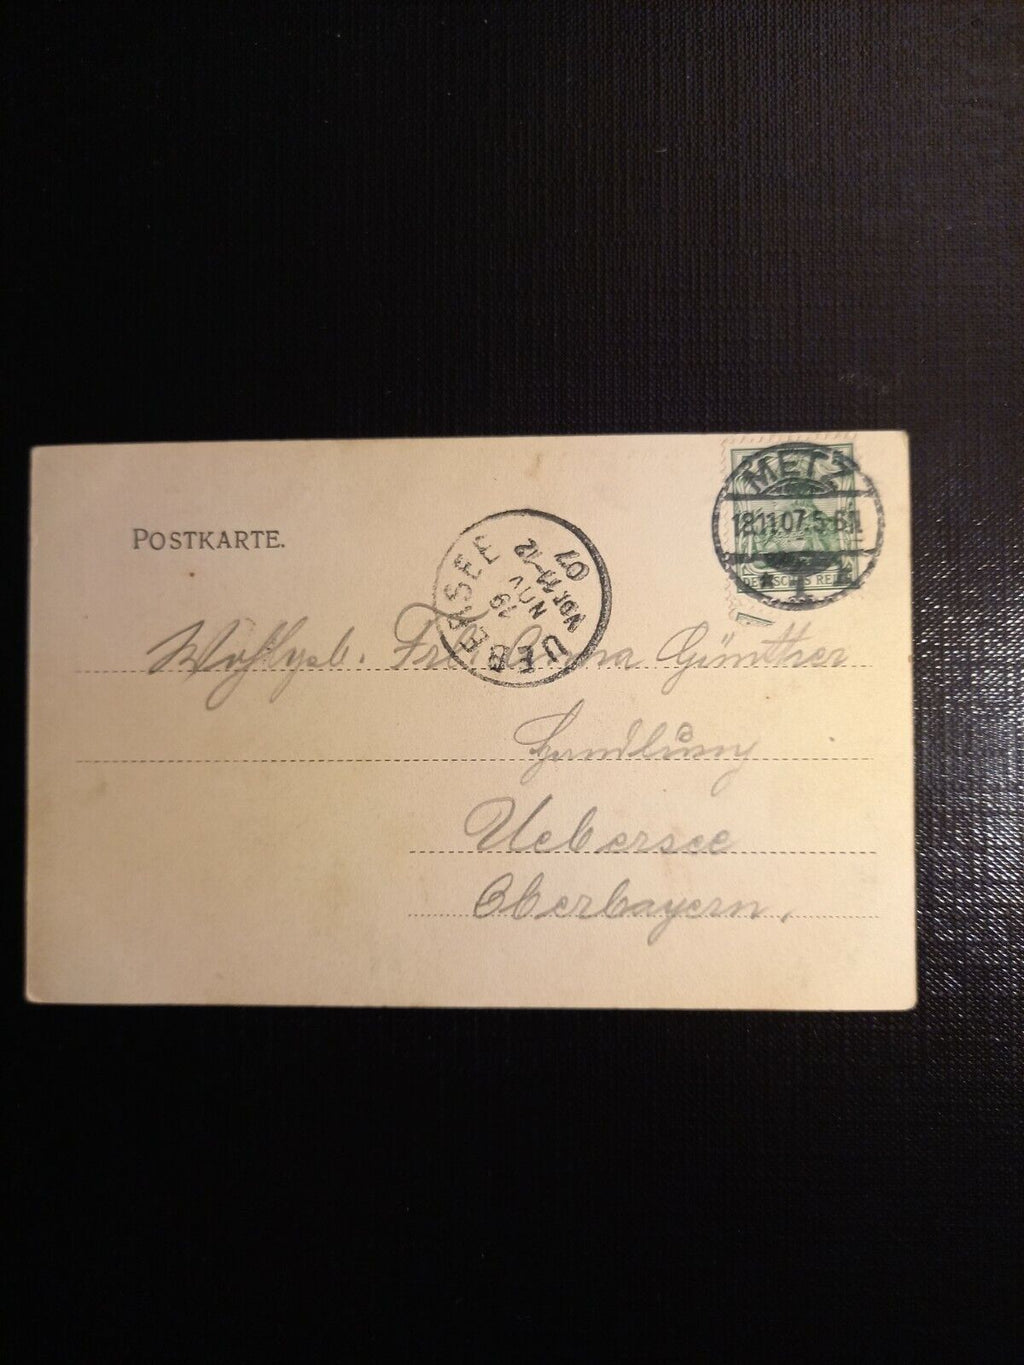 POSTKARTE.
METZ
18.11.07. 5-6N
DEUTSCHES REICH
UEBERSEE
19
NOV
VOR. 11-12
07
Wohlgeb. Günther
Handlung
Uebersee
Oberbayern.